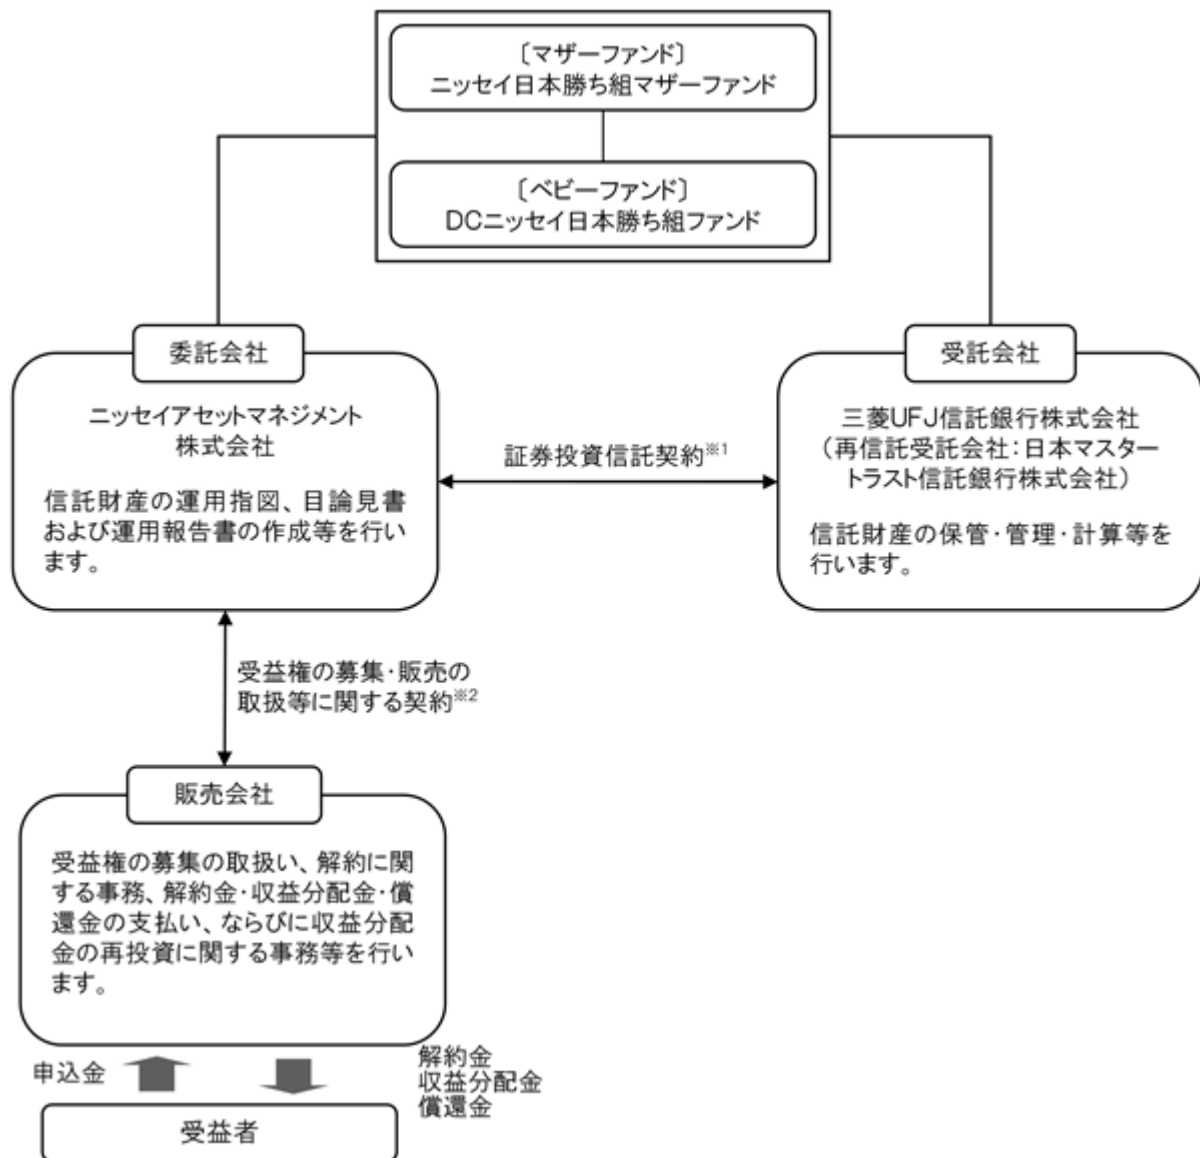 〔マザーファンド〕
ニッセイ日本勝ち組マザーファンド
〔ベビーファンド〕
DCニッセイ日本勝ち組ファンド
委託会社
ニッセイアセットマネジメント
株式会社
信託財産の運用指図、目論見書
および運用報告書の作成等を行い
ます。
証券投資信託契約※1
受託会社
三菱UFJ信託銀行株式会社
（再信託受託会社：日本マスター
トラスト信託銀行株式会社）
信託財産の保管・管理・計算等を
行います。
受益権の募集・販売の
取扱等に関する契約※2
販売会社
受益権の募集の取扱い、解約に関
する事務、解約金・収益分配金・償
還金の支払い、ならびに収益分配
金の再投資に関する事務等を行い
ます。
申込金
解約金
収益分配金
償還金
受益者